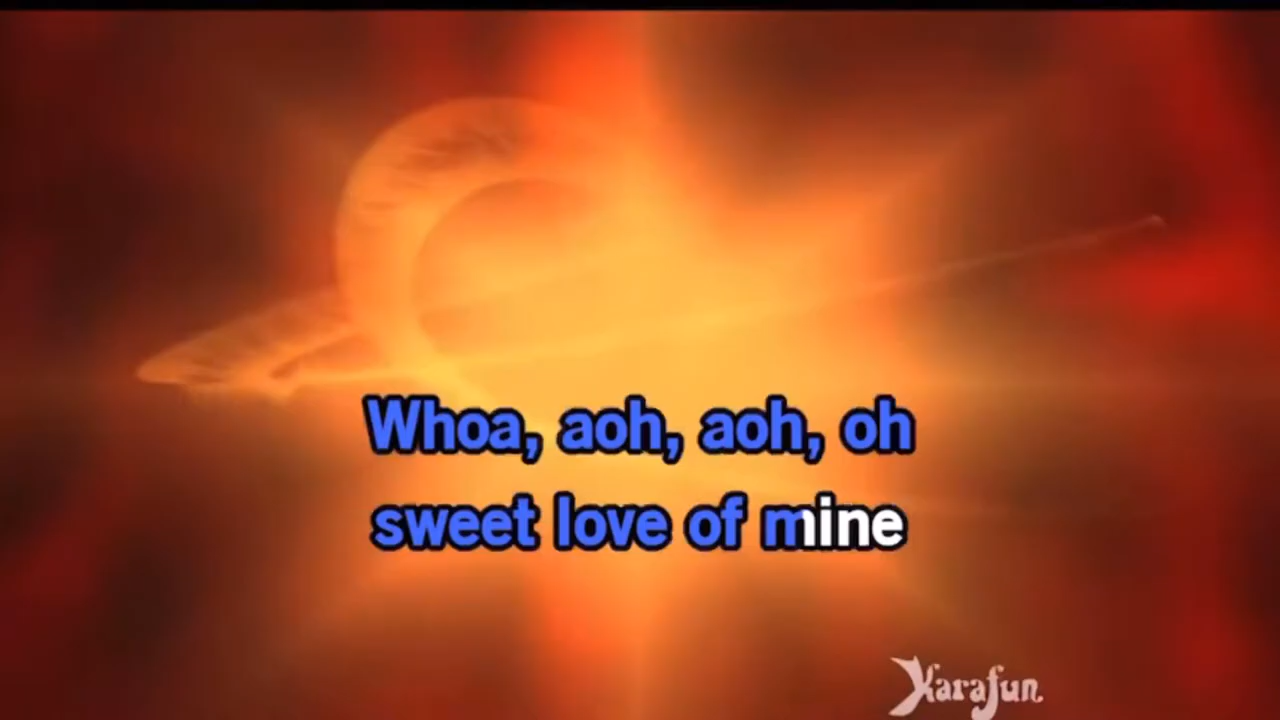 Whoa, aoh, aoh, oh
sweet love of mine
Karafun